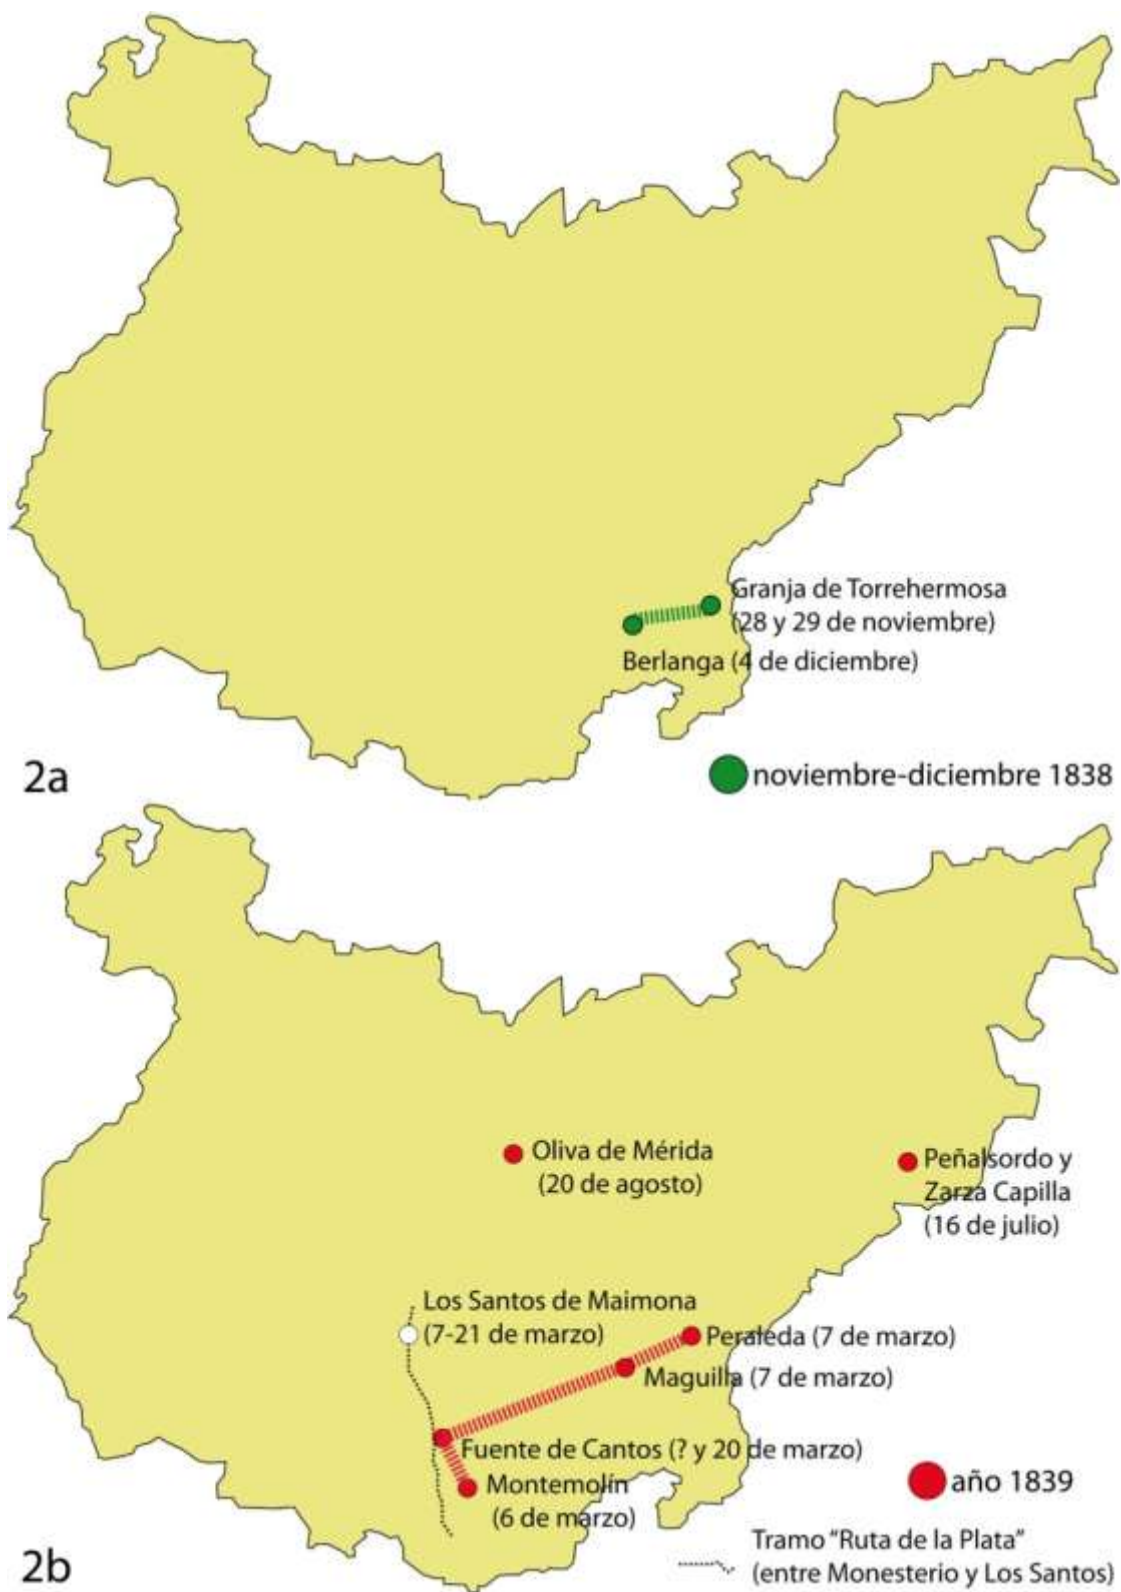 Granja de Torrehermosa
(28 y 29 de noviembre)
Berlanga (4 de diciembre)
2a
noviembre-diciembre 1838
Oliva de Mérida
(20 de agosto)
Peñalsordo y
Zarza Capilla
(16 de julio)
Los Santos de Maimona
(7-21 de marzo)
Peraleda (7 de marzo)
Maguilla (7 de marzo)
Fuente de Cantos (? y 20 de marzo)
Montemolín
(6 de marzo)
año 1839
Tramo "Ruta de la Plata"
(entre Monesterio y Los Santos)
2b